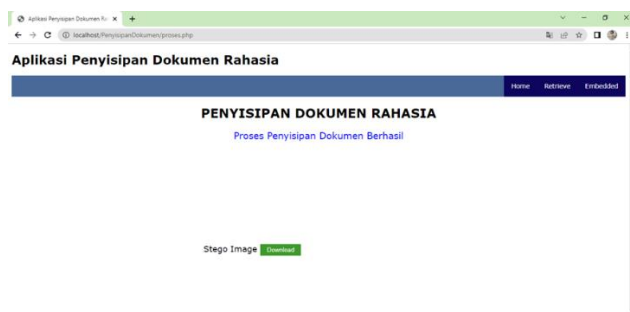 Aplikasi Penyisipan Dokumen Ra
localhost/PenyisipanDokumen/proses.php
Aplikasi Penyisipan Dokumen Rahasia
Home Retrieve Embedded
PENYISIPAN DOKUMEN RAHASIA
Proses Penyisipan Dokumen Berhasil
Stego Image Download